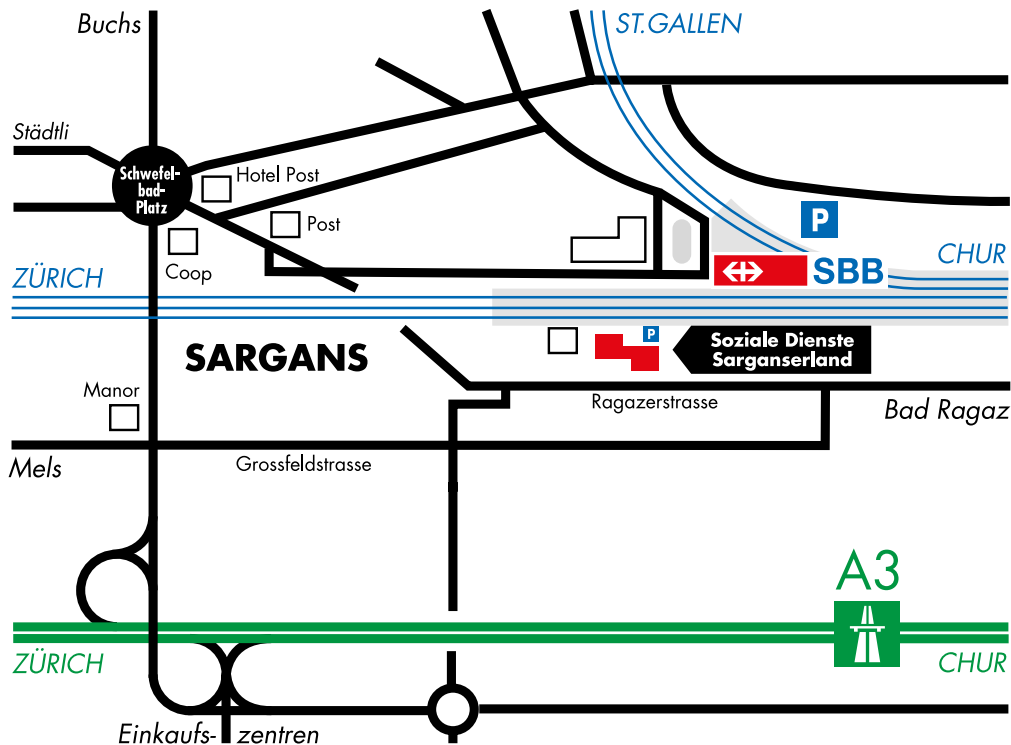 Buchs
ST.GALLEN
Städtli
Schwefel-
bad-
Platz
Hotel Post
Post
P
Coop
ZÜRICH
SBB
CHUR
P
Soziale Dienste
Sarganserland
SARGANS
Manor
Ragazerstrasse
Bad Ragaz
Mels
Grossfeldstrasse
A3
ZÜRICH
CHUR
Einkaufs- zentren